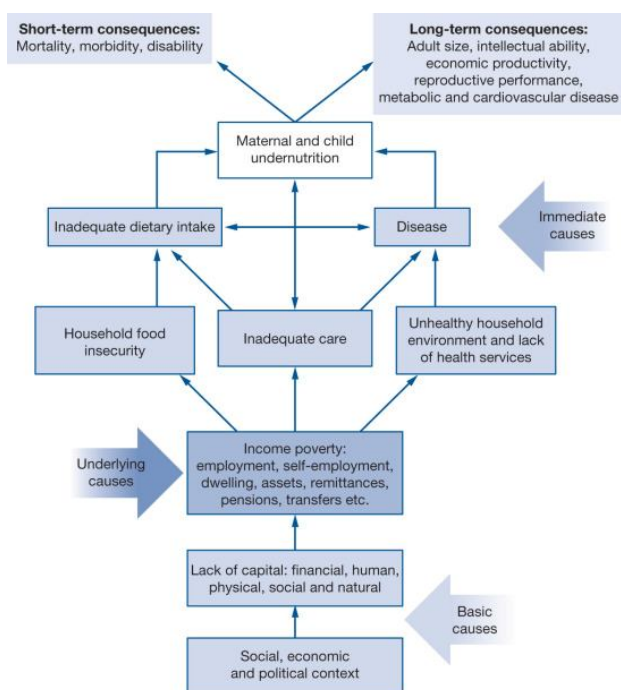 Short-term consequences:
Mortality, morbidity, disability
Long-term consequences:
Adult size, intellectual ability,
economic productivity,
reproductive performance,
metabolic and cardiovascular disease
Maternal and child
undernutrition
Inadequate dietary intake
Disease
Immediate
causes
Household food
insecurity
Inadequate care
Unhealthy household
environment and lack
of health services
Underlying
causes
Income poverty:
employment, self-employment,
dwelling, assets, remittances,
pensions, transfers etc.
Lack of capital: financial, human,
physical, social and natural
Basic
causes
Social, economic
and political context